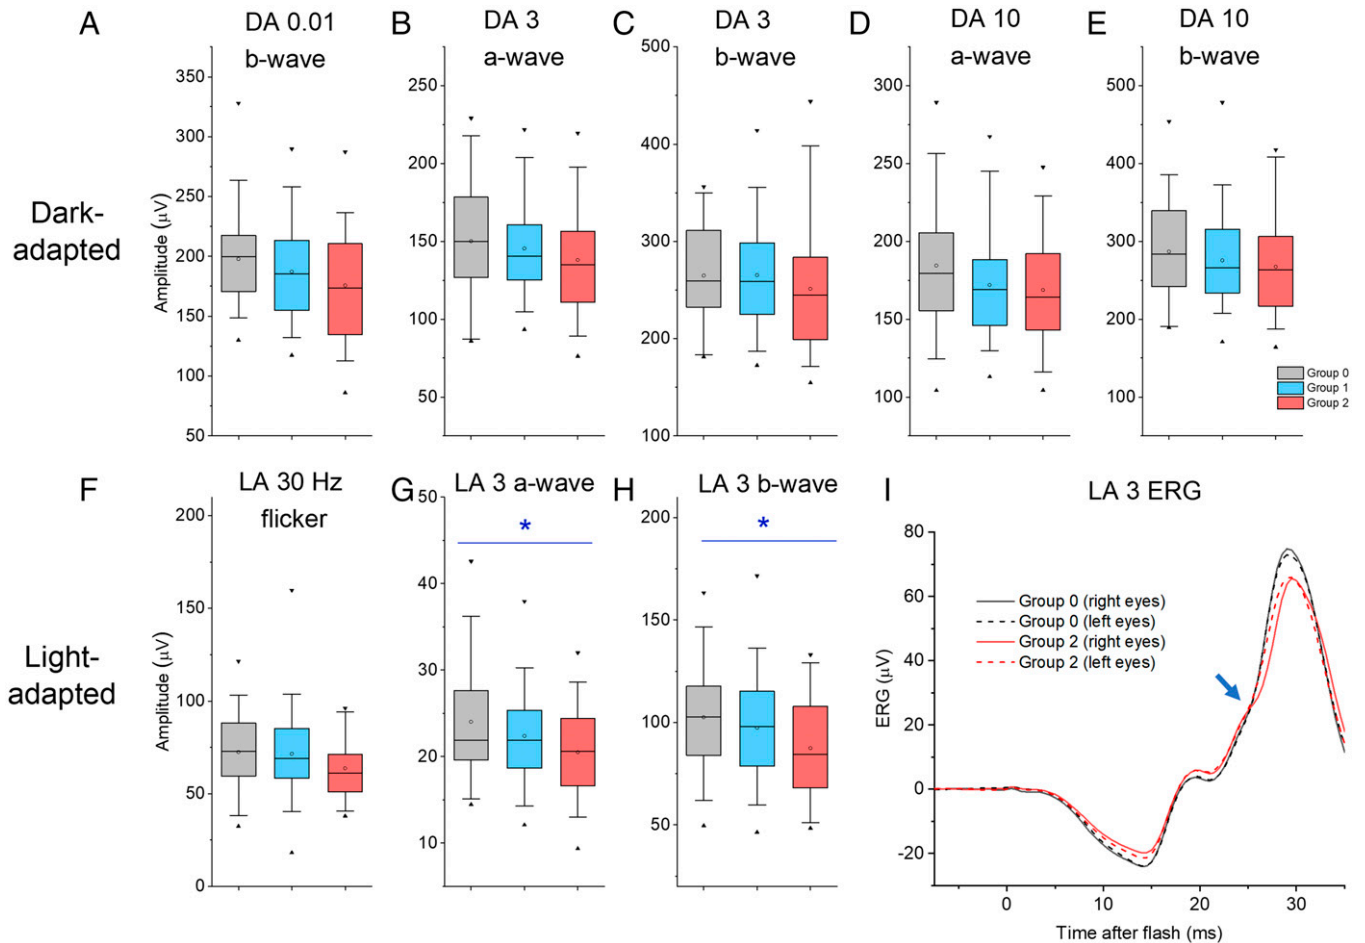 A
DA 0.01
b-wave
B
DA 3
a-wave
C
DA 3
b-wave
D
DA 10
a-wave
E
DA 10
b-wave
Dark-
adapted
Amplitude (μV)
350
300
250
200
150
100
50
250
200
150
100
50
500
400
300
200
100
300
250
200
150
100
500
400
300
200
100
Group 0
Group 1
Group 2
F
LA 30 Hz
flicker
G
LA 3 a-wave
*
H
LA 3 b-wave
*
I
LA 3 ERG
Light-
adapted
Amplitude (μV)
200
150
100
50
0
50
40
30
20
10
200
150
100
50
ERG (μV)
80
60
40
20
0
-20
Group 0 (right eyes)
Group 0 (left eyes)
Group 2 (right eyes)
Group 2 (left eyes)
0
10
20
30
Time after flash (ms)